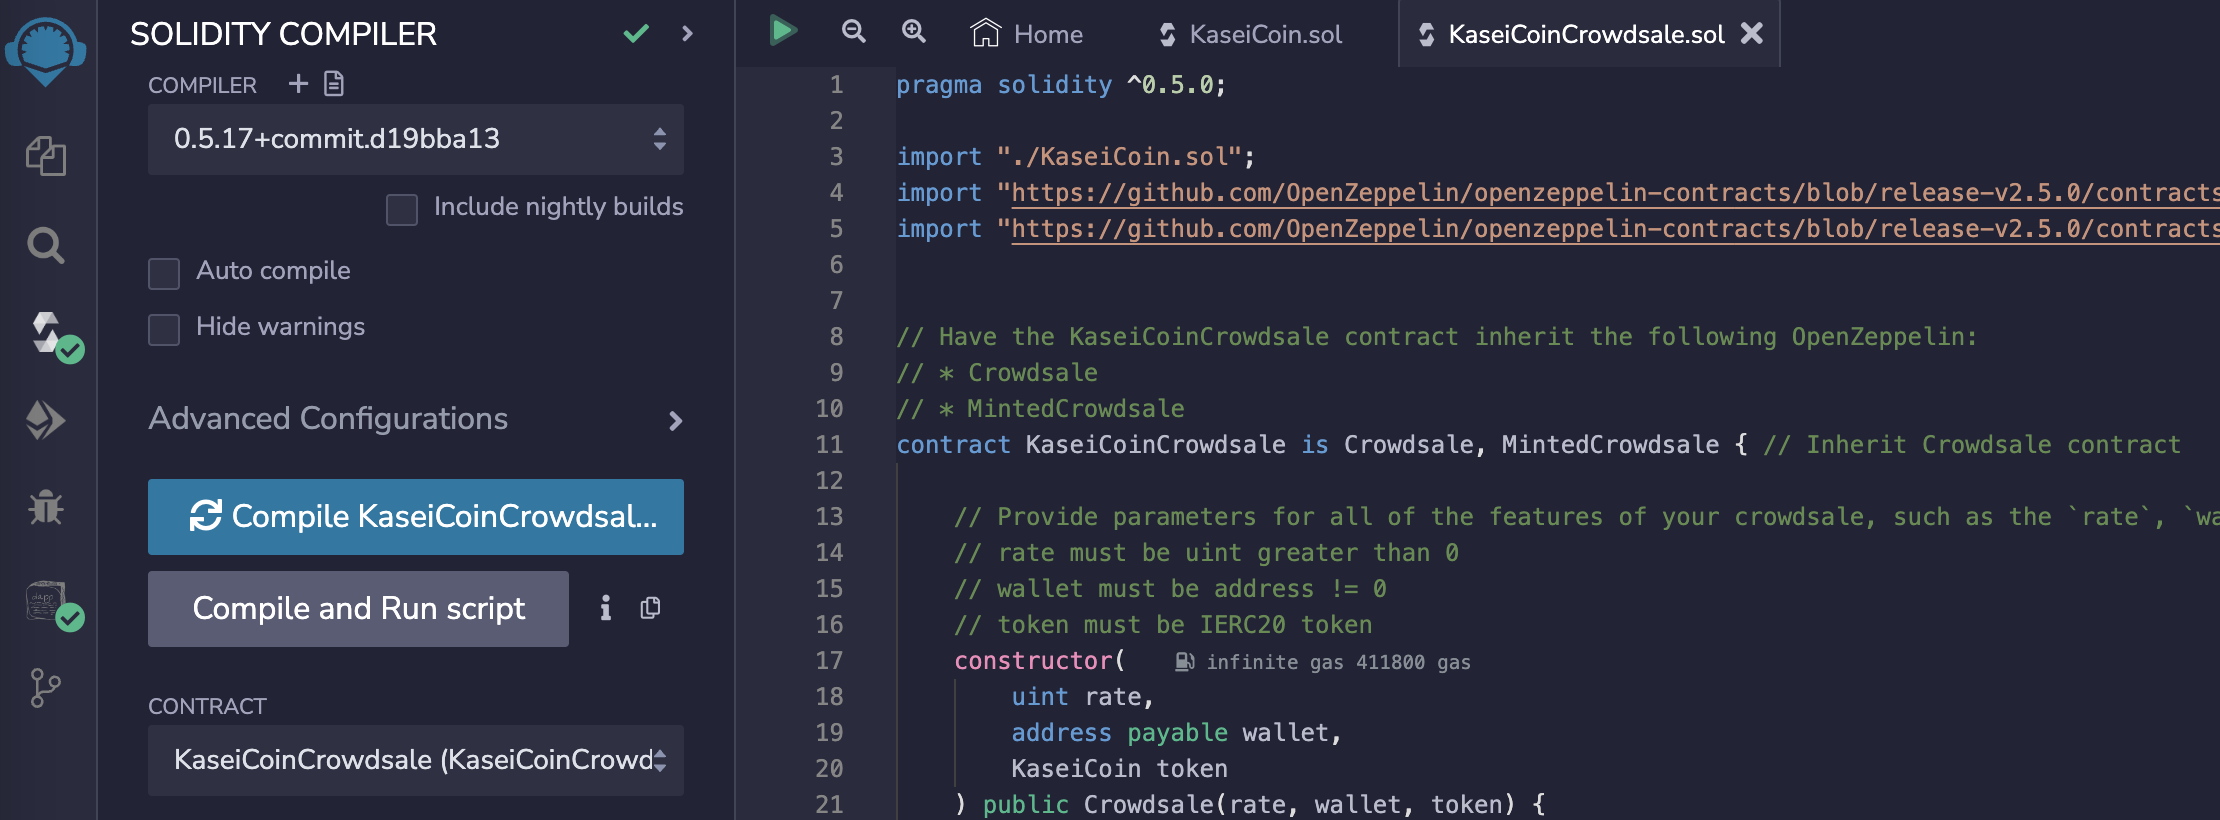 SOLIDITY COMPILER
COMPILER
0.5.17+commit.d19bba13
Include nightly builds
Auto compile
Hide warnings
Advanced Configurations
Compile KaseiCoinCrowdsal...
Compile and Run script
CONTRACT
KaseiCoinCrowdsale (KaseiCoinCrowd
Home
KaseiCoin.sol
KaseiCoinCrowdsale.sol
1 pragma solidity ^0.5.0;
2
3 import "./KaseiCoin.sol";
4 import "https://github.com/OpenZeppelin/openzeppelin-contracts/blob/release-v2.5.0/contracts
5 import "https://github.com/OpenZeppelin/openzeppelin-contracts/blob/release-v2.5.0/contracts
6
7
8 // Have the KaseiCoinCrowdsale contract inherit the following OpenZeppelin:
9 // * Crowdsale
10 // * MintedCrowdsale
11 contract KaseiCoinCrowdsale is Crowdsale, MintedCrowdsale { // Inherit Crowdsale contract
12
13 // Provide parameters for all of the features of your crowdsale, such as the `rate`, `wa
14 // rate must be uint greater than 0
15 // wallet must be address != 0
16 // token must be IERC20 token
17 constructor( infinite gas 411800 gas
18 uint rate,
19 address payable wallet,
20 KaseiCoin token
21 ) public Crowdsale(rate, wallet, token) {